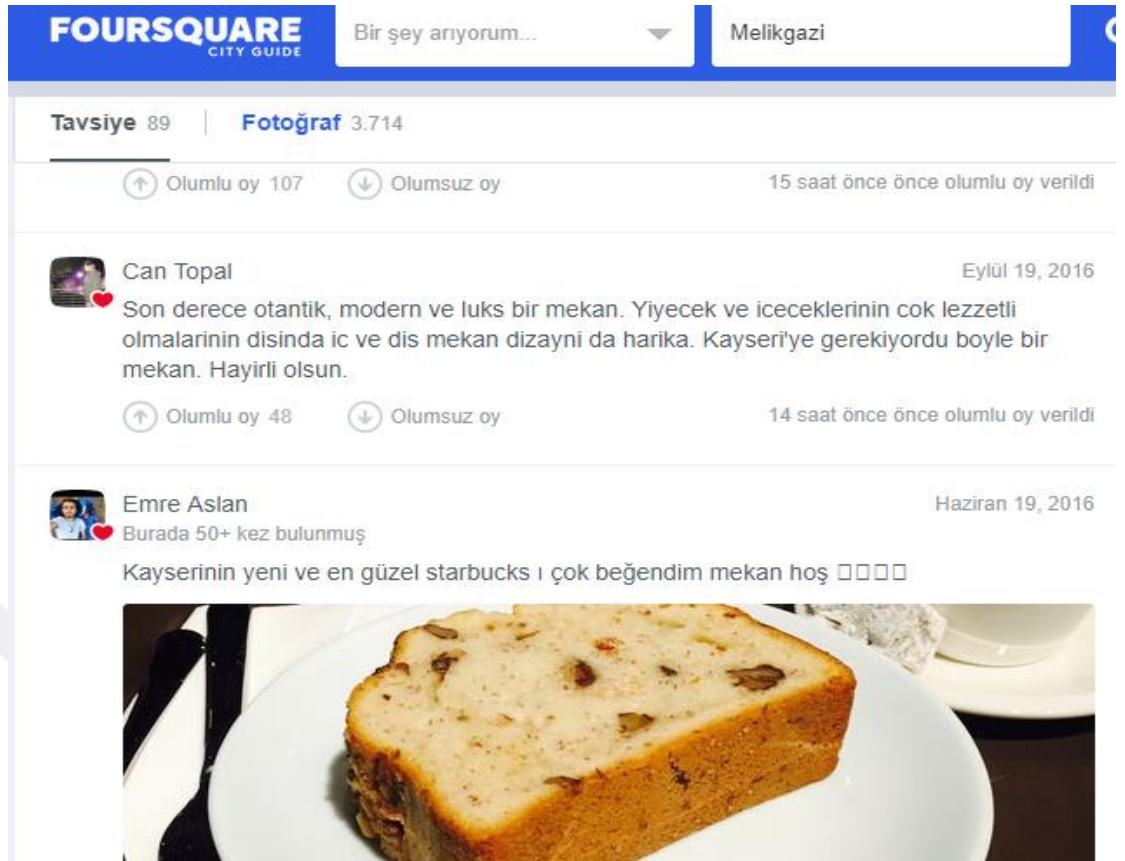 FOURSQUARE
CITY GUIDE
Bir şey arıyorum...
Melikgazi
Tavsiye 89
Fotoğraf 3.714
Olumlu oy 107
Olumsuz oy
15 saat önce önce olumlu oy verildi
Can Topal
Eylül 19, 2016
Son derece otantik, modern ve luks bir mekan. Yiyecek ve iceceklerinin cok lezzetli
olmalarinin disinda ic ve dis mekan dizayni da harika. Kayseri'ye gerekiyordu boyle bir
mekan. Hayirli olsun.
Olumlu oy 48
Olumsuz oy
14 saat önce önce olumlu oy verildi
Emre Aslan
Haziran 19, 2016
Burada 50+ kez bulunmuş
Kayserinin yeni ve en güzel starbucks ı çok beğendim mekan hoş □□□□